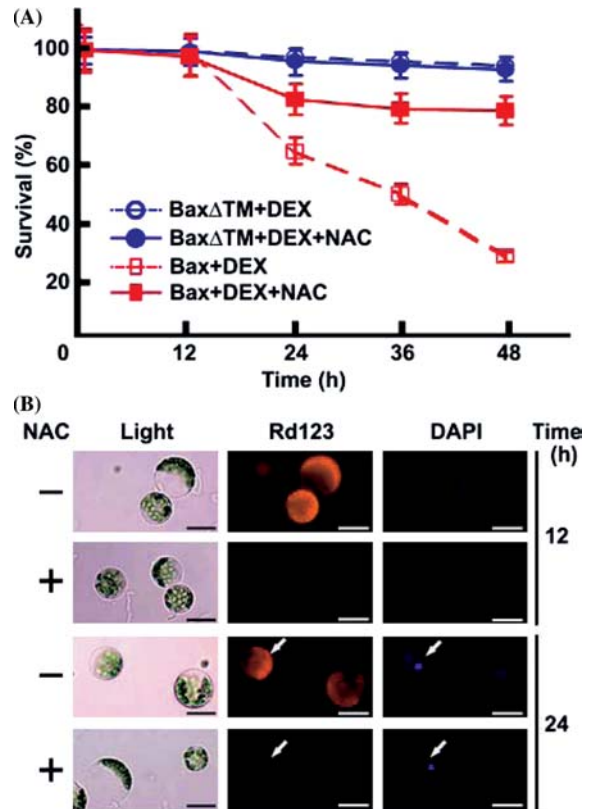 (A)
100
80
60
40
20
0
12
24
36
48
Survival (%)
BaxΔTM+DEX
BaxΔTM+DEX+NAC
Bax+DEX
Bax+DEX+NAC
Time (h)
(B)
NAC Light Rd123 DAPI Time
(h)
−
+
12
−
+
24